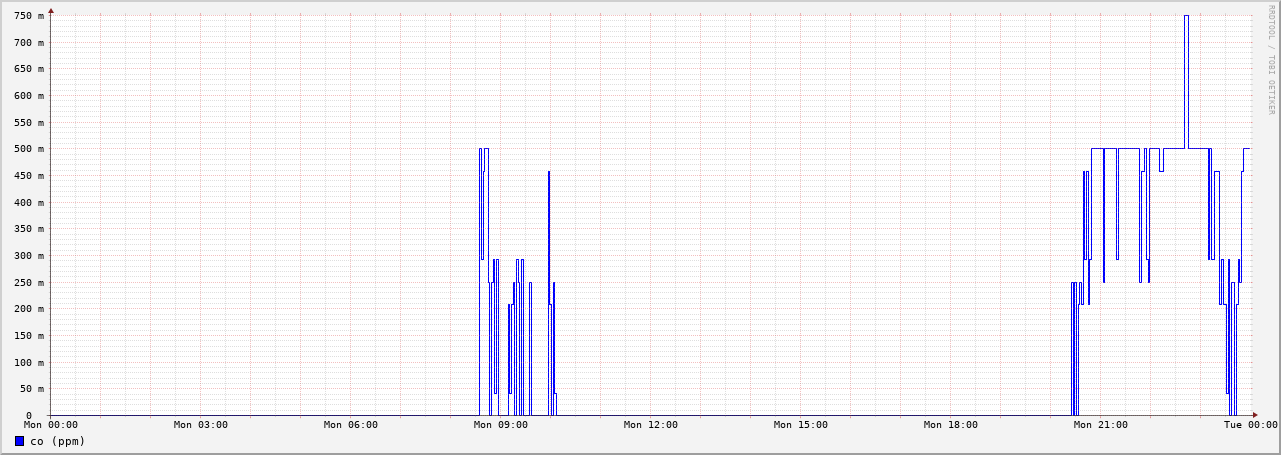 750 m
700 m
650 m
600 m
550 m
500 m
450 m
400 m
350 m
300 m
250 m
200 m
150 m
100 m
50 m
0
Mon 00:00 Mon 03:00 Mon 06:00 Mon 09:00 Mon 12:00 Mon 15:00 Mon 18:00 Mon 21:00 Tue 00:00
co (ppm)
RRDTOOL / TOBI OETIKER